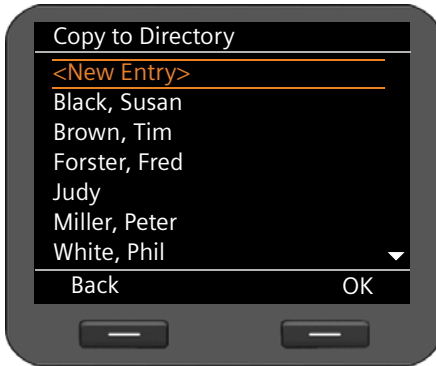 Copy to Directory
<New Entry>
Black, Susan
Brown, Tim
Forster, Fred
Judy
Miller, Peter
White, Phil
Back OK